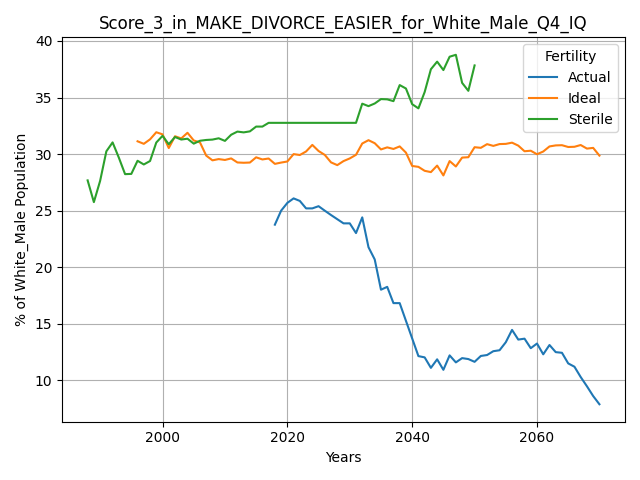 Score_3_in_MAKE_DIVORCE_EASIER_for_White_Male_Q4_IQ
Fertility
Actual
Ideal
Sterile
% of White_Male Population
40
35
30
25
20
15
10
2000
2020
2040
2060
Years